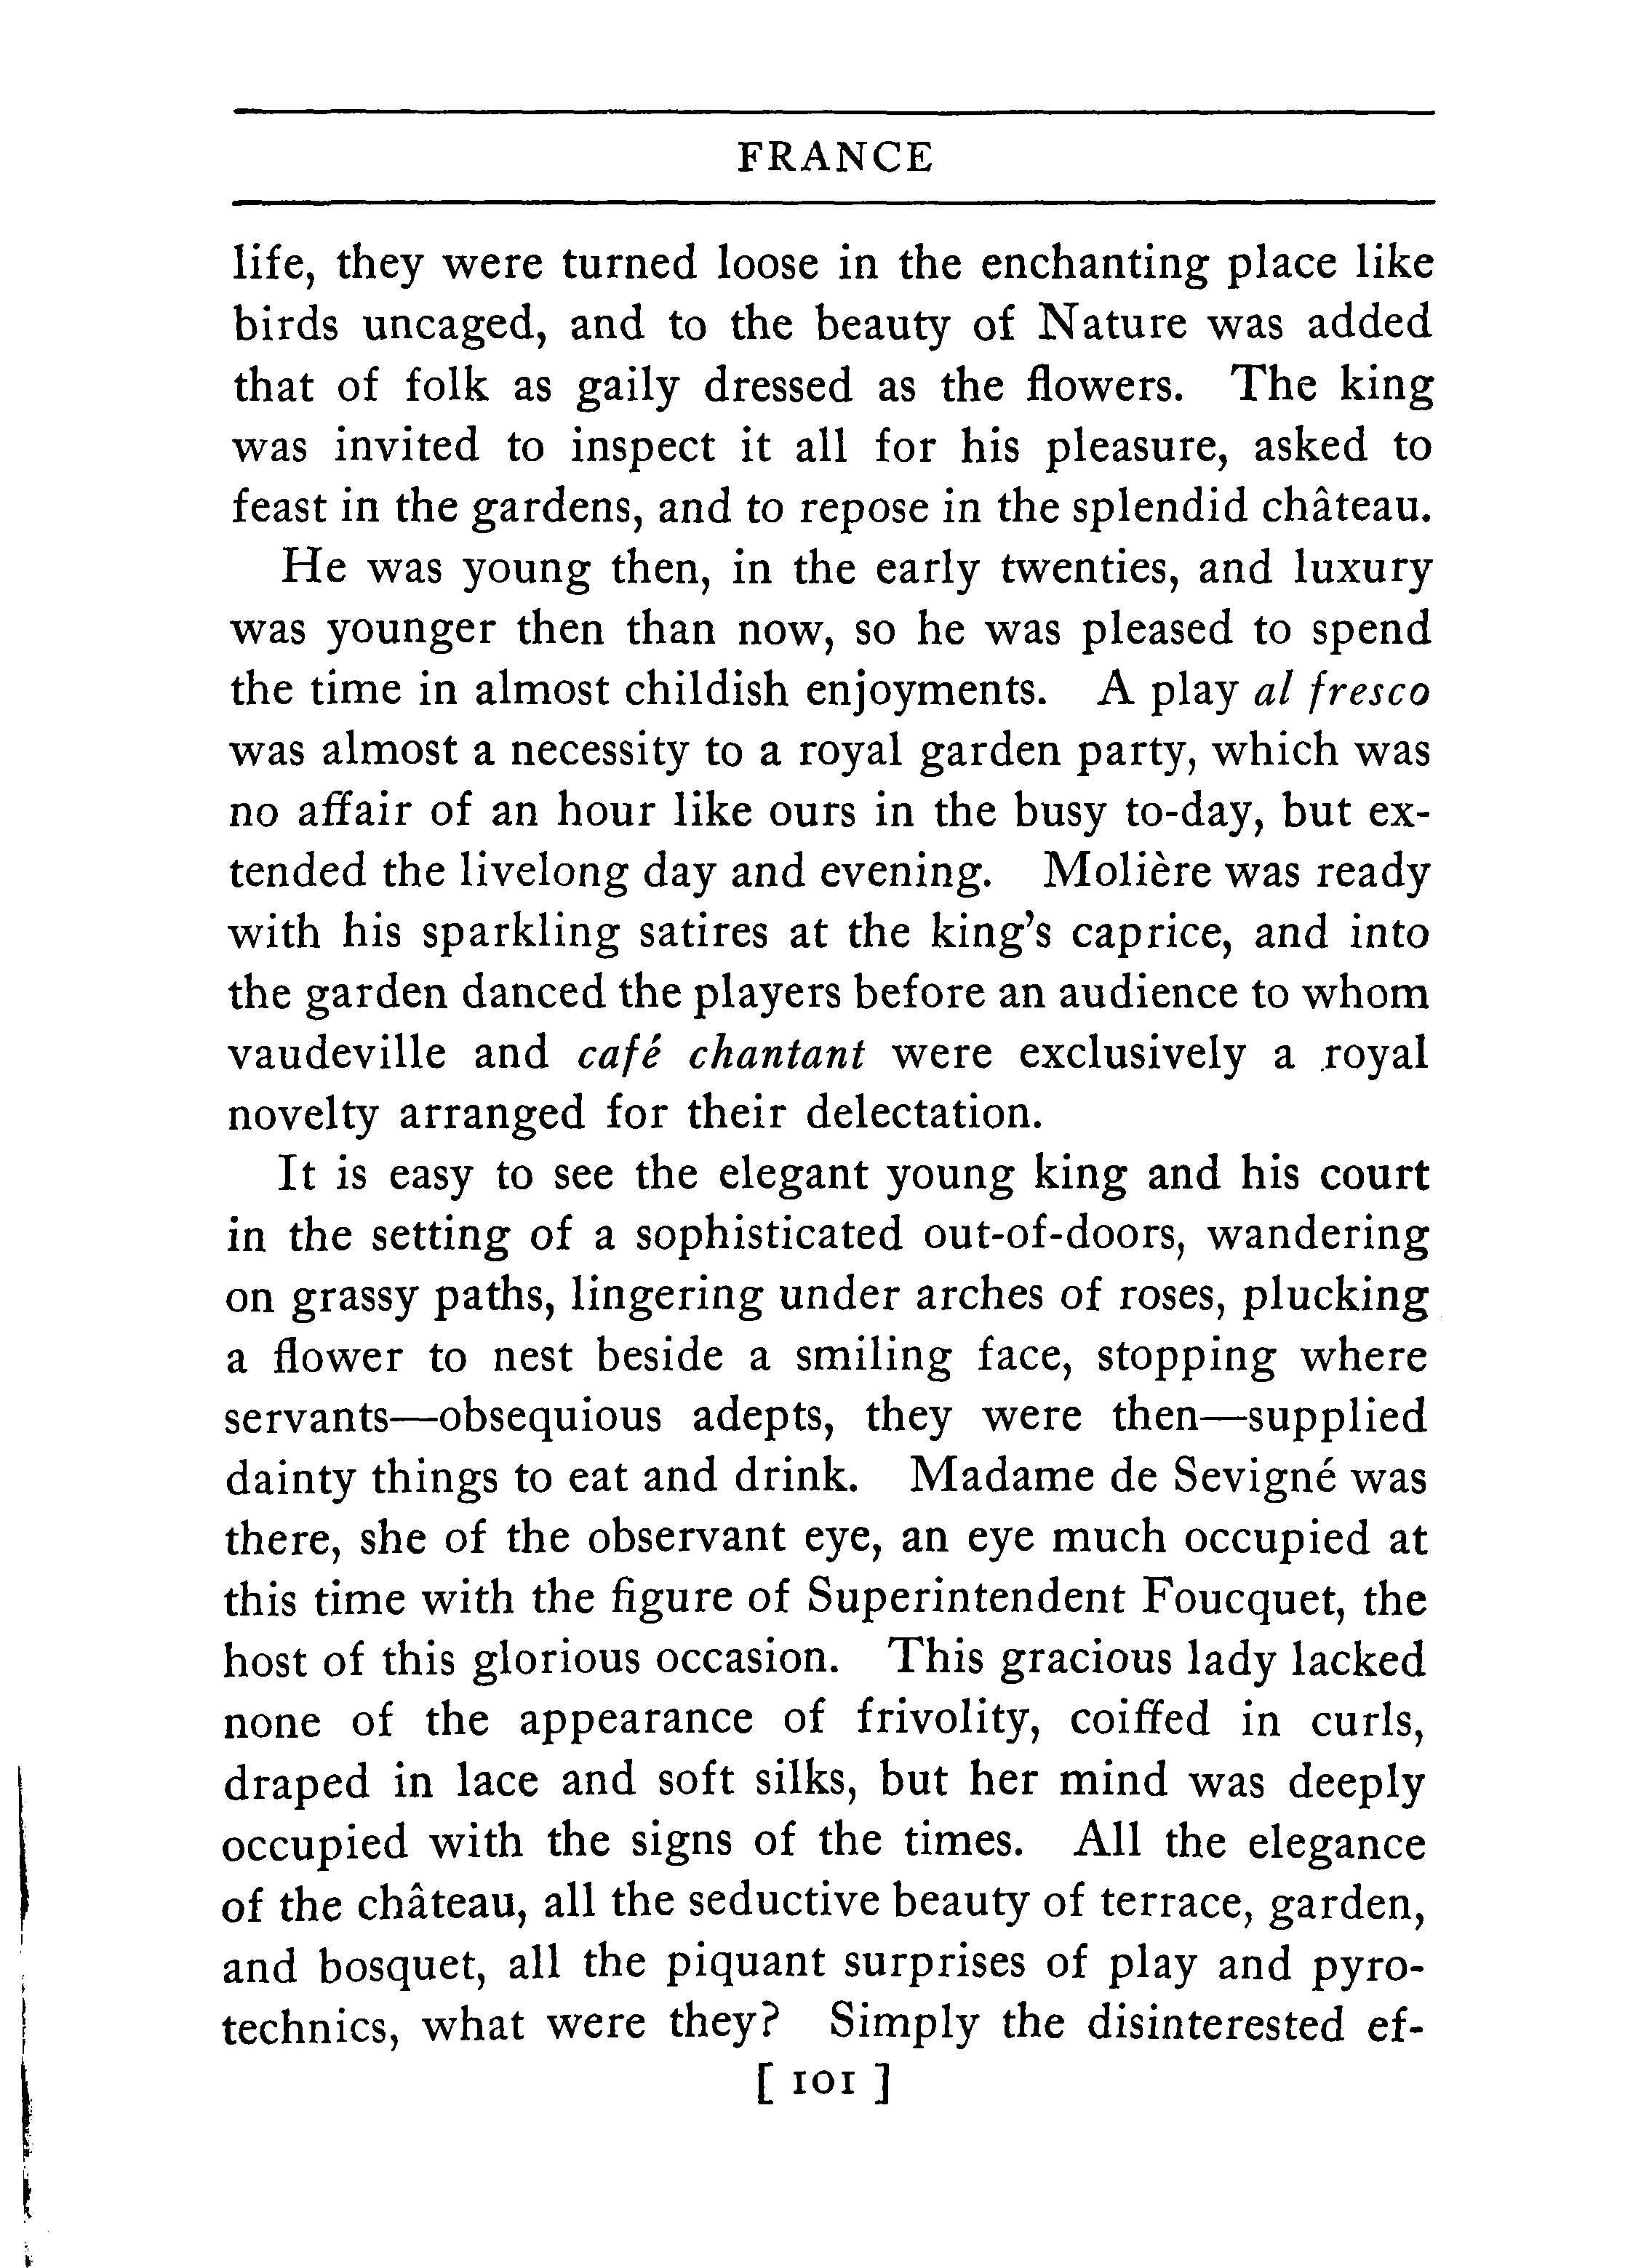 FRANCE
life, they were turned loose in the enchanting place like
birds uncaged, and to the beauty of Nature was added
that of folk as gaily dressed as the flowers. The king
was invited to inspect it all for his pleasure, asked to
feast in the gardens, and to repose in the splendid château.
He was young then, in the early twenties, and luxury
was younger then than now, so he was pleased to spend
the time in almost childish enjoyments. A play al fresco
was almost a necessity to a royal garden party, which was
no affair of an hour like ours in the busy to-day, but ex-
tended the livelong day and evening. Molière was ready
with his sparkling satires at the king's caprice, and into
the garden danced the players before an audience to whom
vaudeville and café chantant were exclusively a royal
novelty arranged for their delectation.
It is easy to see the elegant young king and his court
in the setting of a sophisticated out-of-doors, wandering
on grassy paths, lingering under arches of roses, plucking
a flower to nest beside a smiling face, stopping where
servants—obsequious adepts, they were then—supplied
dainty things to eat and drink. Madame de Sevigné was
there, she of the observant eye, an eye much occupied at
this time with the figure of Superintendent Foucquet, the
host of this glorious occasion. This gracious lady lacked
none of the appearance of frivolity, coiffed in curls,
draped in lace and soft silks, but her mind was deeply
occupied with the signs of the times. All the elegance
of the château, all the seductive beauty of terrace, garden,
and bosquet, all the piquant surprises of play and pyro-
technics, what were they? Simply the disinterested ef-
[ 101 ]